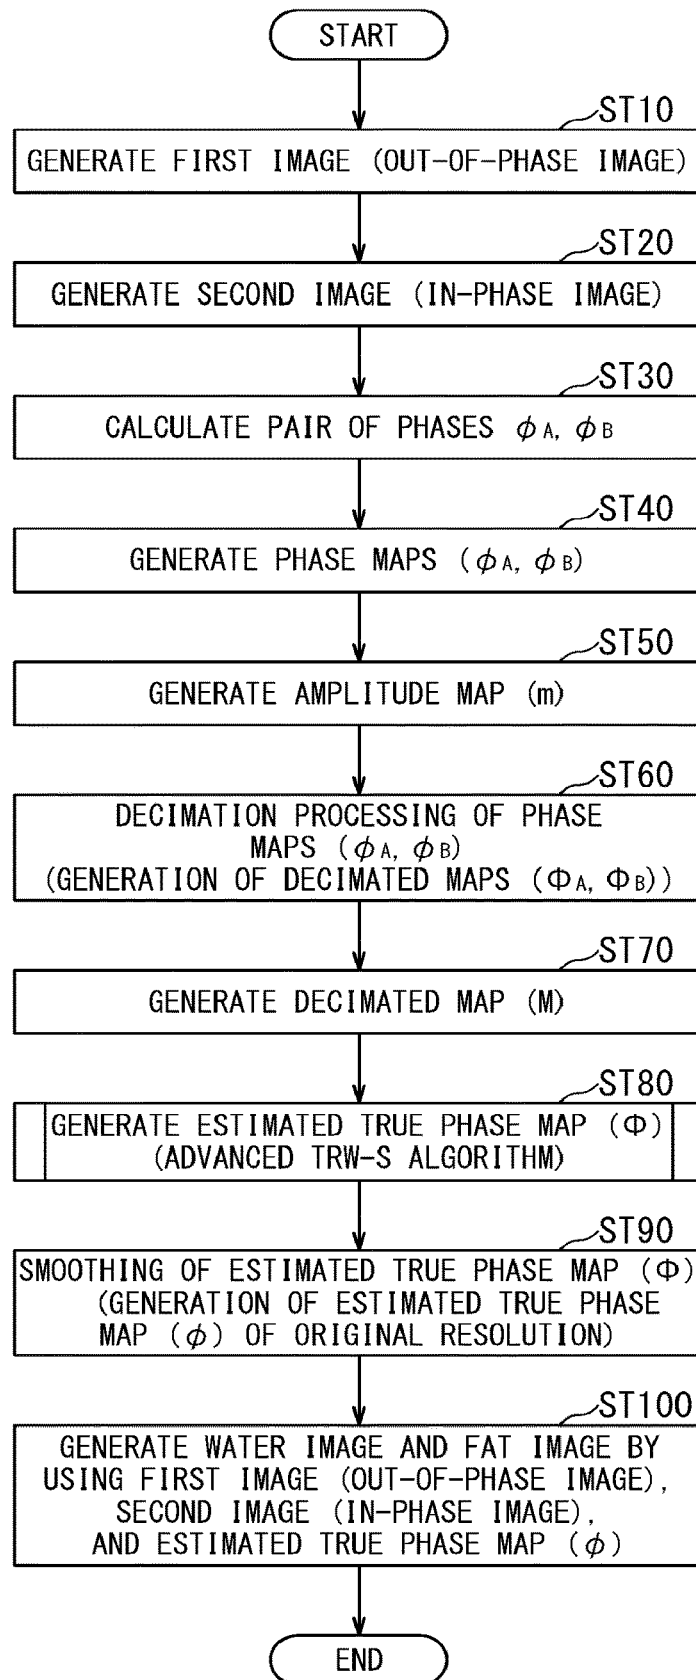 START
ST10
GENERATE FIRST IMAGE (OUT-OF-PHASE IMAGE)
ST20
GENERATE SECOND IMAGE (IN-PHASE IMAGE)
ST30
CALCULATE PAIR OF PHASES ϕA, ϕB
ST40
GENERATE PHASE MAPS (ϕA, ϕB)
ST50
GENERATE AMPLITUDE MAP (m)
ST60
DECIMATION PROCESSING OF PHASE
MAPS (ϕA, ϕB)
(GENERATION OF DECIMATED MAPS (ΦA, ΦB))
ST70
GENERATE DECIMATED MAP (M)
ST80
GENERATE ESTIMATED TRUE PHASE MAP (Φ)
(ADVANCED TRW-S ALGORITHM)
ST90
SMOOTHING OF ESTIMATED TRUE PHASE MAP (Φ)
(GENERATION OF ESTIMATED TRUE PHASE
MAP (ϕ) OF ORIGINAL RESOLUTION)
ST100
GENERATE WATER IMAGE AND FAT IMAGE BY
USING FIRST IMAGE (OUT-OF-PHASE IMAGE),
SECOND IMAGE (IN-PHASE IMAGE),
AND ESTIMATED TRUE PHASE MAP (ϕ)
END